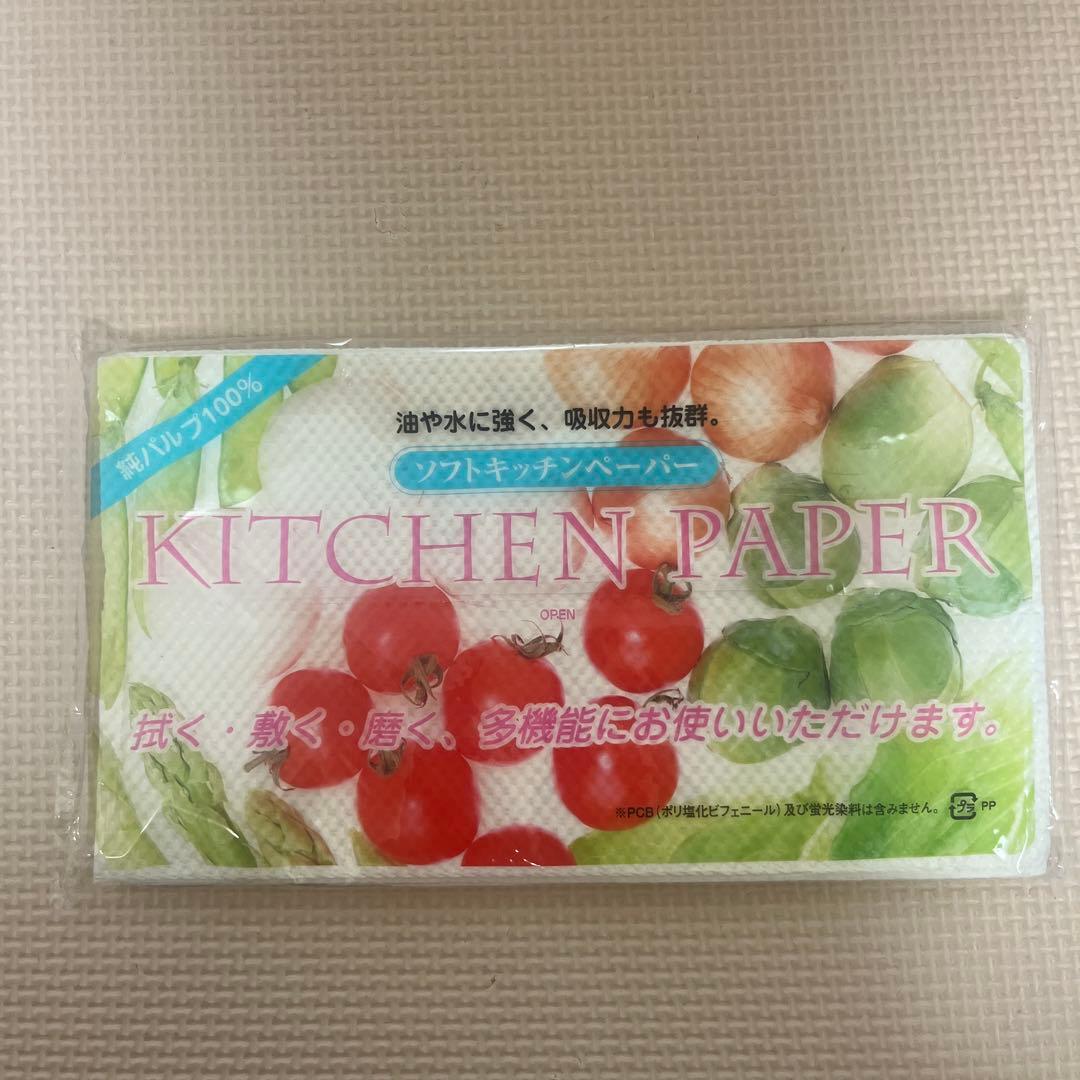 純パルプ100%
油や水に強く、吸収力も抜群。
ソフトキッチンペーパー
KITCHEN PAPER
OPEN
拭く・敷く・磨く、多機能にお使いいただけます。
※PCB(ポリ塩化ビフェニール)及び蛍光染料は含みません。 プラ PP